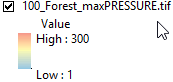 100_Forest_maxPRESSURE.tif
Value
High : 300
Low : 1